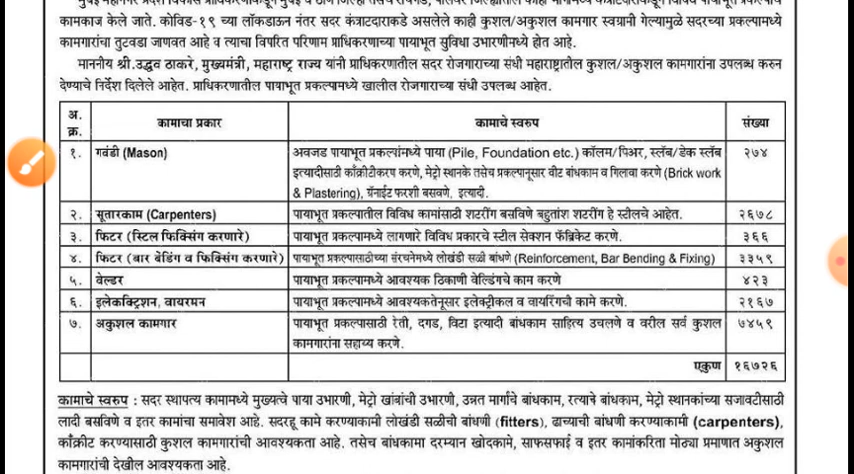 कामकाज केले जाते. कोविड-१९ च्या लॉकडाऊन नंतर सदर कंत्राटदाराकडे असलेले काही कुशल/अकुशल कामगार स्वग्रामी गेल्यामुळे सदरच्या प्रकल्पामध्ये
कामगारांचा तुटवडा जाणवत आहे व त्याचा विपरित परिणाम प्राधिकरणाच्या पायाभूत सुविधा उभारणीमध्ये होत आहे.
माननीय श्री.उद्धव ठाकरे, मुख्यमंत्री, महाराष्ट्र राज्य यांनी प्राधिकरणातील सदर रोजगाराच्या संधी महाराष्ट्रातील कुशल/अकुशल कामगारांना उपलब्ध करुन
देण्याचे निर्देश दिलेले आहेत. प्राधिकरणातील पायाभूत प्रकल्पामध्ये खालील रोजगाराच्या संधी उपलब्ध आहेत.
अ.
क्र. कामाचा प्रकार कामाचे स्वरुप संख्या
१. गवंडी (Mason) अवजड पायाभूत प्रकल्पांमध्ये पाया (Pile, Foundation etc.) कॉलम/पिअर, स्लॅब/डेक स्लॅब २७४
इत्यादीसाठी काँक्रीटीकरण करणे, मेट्रो स्थानके तसेच प्रकल्पानुसार वीट बांधकाम व गिलावा करणे (Brick work
& Plastering), ग्रॅनाईट फरशी बसवणे, इत्यादी.
२. सूतारकाम (Carpenters) पायाभूत प्रकल्पातील विविध कामांसाठी शटरींग बसविणे बहुतांश शटरींग हे स्टीलचे आहेत. २६७८
३. फिटर (स्टिल फिक्सिंग करणारे) पायाभूत प्रकल्पामध्ये लागणारे विविध प्रकारचे स्टील सेक्शन फॅब्रिकेट करणे. ३६६
४. फिटर (बार बेंडिंग व फिक्सिंग करणारे) पायाभूत प्रकल्पासाठीच्या संरचनेमध्ये लोखंडी सळी बांधणे (Reinforcement, Bar Bending & Fixing) ३३५९
५. वेल्डर पायाभूत प्रकल्पामध्ये आवश्यक ठिकाणी वेल्डिंगचे काम करणे ४२३
६. इलेकक्ट्रिशन, वायरमन पायाभूत प्रकल्पामध्ये आवश्यकतेनुसार इलेक्ट्रीकल व वायरिंगची कामे करणे. २१६७
७. अकुशल कामगार पायाभूत प्रकल्पासाठी रेती, दगड, विटा इत्यादी बांधकाम साहित्य उचलणे व वरील सर्व कुशल ७४५९
कामगारांना सहाय्य करणे.
एकुण १६७२६
कामाचे स्वरुप : सदर स्थापत्य कामामध्ये मुख्यत्वे पाया उभारणी, मेट्रो खांबांची उभारणी, उन्नत मार्गाचे बांधकाम, रत्याचे बांधकाम, मेट्रो स्थानकांच्या सजावटीसाठी
लादी बसविणे व इतर कामांचा समावेश आहे. सदरहू कामे करण्याकामी लोखंडी सळीची बांधणी (fitters), ढाच्याची बांधणी करण्याकामी (carpenters),
काँक्रीट करण्यासाठी कुशल कामगारांची आवश्यकता आहे. तसेच बांधकामा दरम्यान खोदकामे, साफसफाई व इतर कामांकरिता मोठ्या प्रमाणात अकुशल
कामगारांची देखील आवश्यकता आहे.